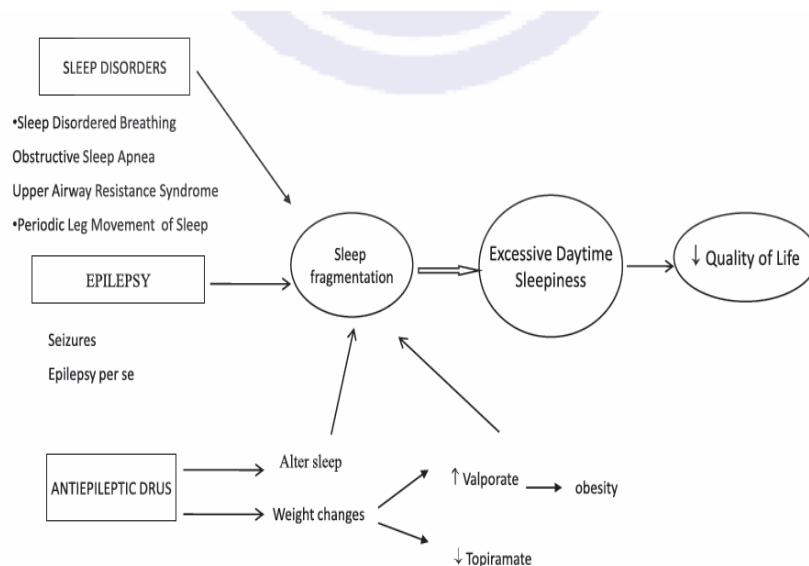 SLEEP DISORDERS
•Sleep Disordered Breathing
Obstructive Sleep Apnea
Upper Airway Resistance Syndrome
•Periodic Leg Movement of Sleep
EPILEPSY
Seizures
Epilepsy per se
ANTIEPILEPTIC DRUS
Alter sleep
Weight changes
↑ Valporate
obesity
↓ Topiramate
Sleep
fragmentation
Excessive Daytime
Sleepiness
↓ Quality of Life